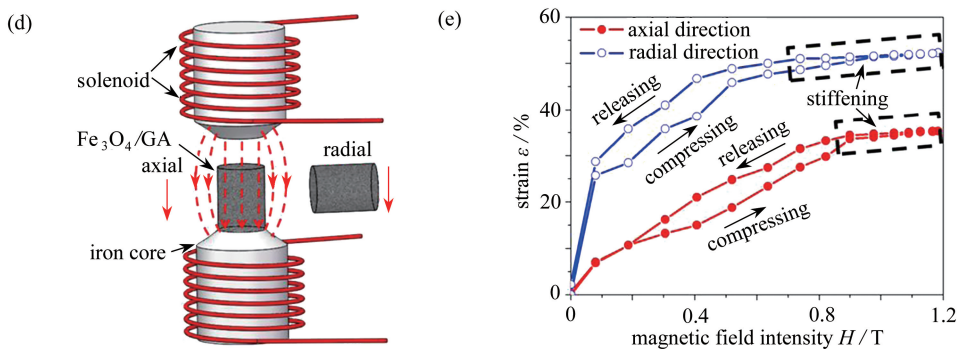 (d)
solenoid
Fe₃O₄/GA
axial
radial
iron core
(e)
60
40
20
0
strain ε / %
axial direction
radial direction
releasing
compressing
stiffening
releasing
compressing
0
0.4
0.8
1.2
magnetic field intensity H / T